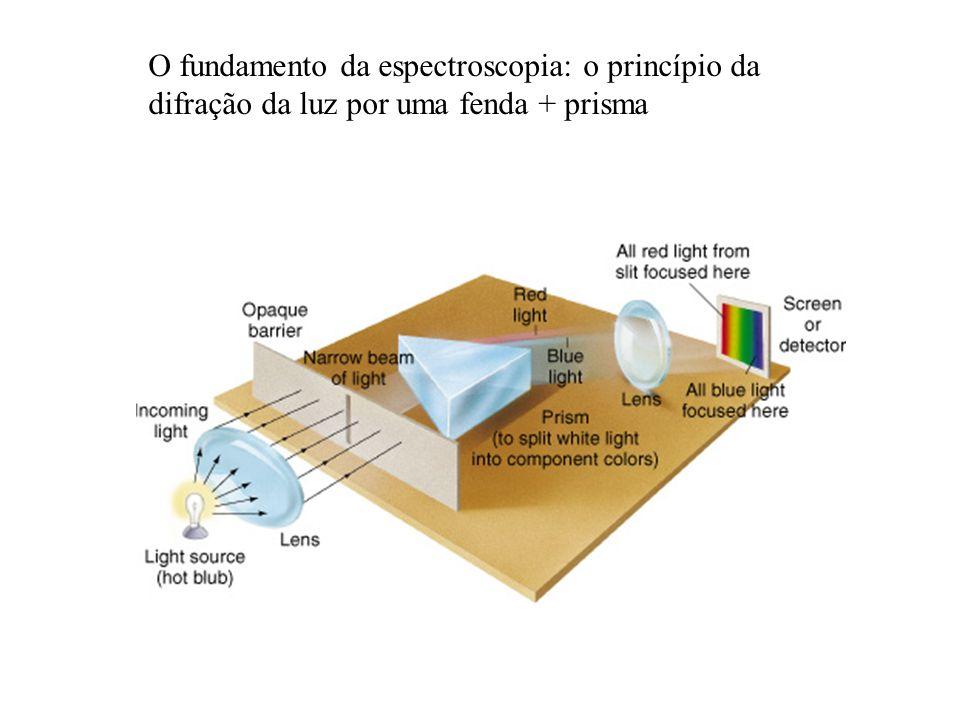 O fundamento da espectroscopia: o princípio da
difração da luz por uma fenda + prisma
All red light from
slit focused here
Opaque
barrier
Red
light
Screen
or
detector
Narrow beam
of light
Blue
light
All blue light
focused here
Lens
Incoming
light
Prism
(to split white light
into component colors)
Lens
Light source
(hot blub)